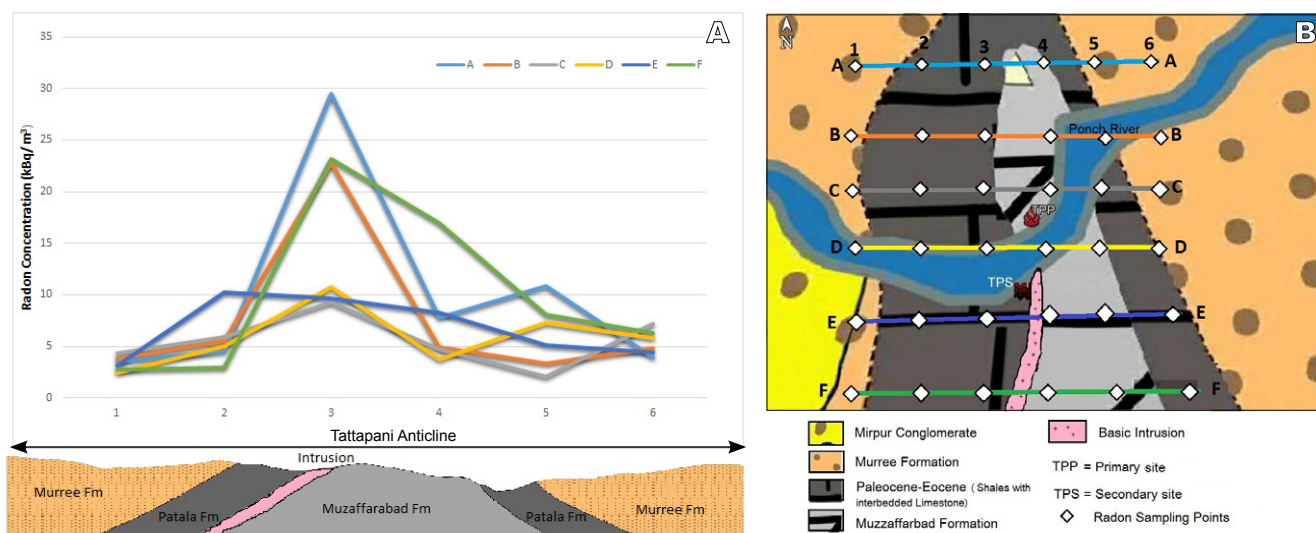 A
35
30
25
20
15
10
5
0
Radon Concentration (kBq/ m³)
A B C D E F
1 2 3 4 5 6
Tattapani Anticline
Intrusion
Murree Fm
Patala Fm
Muzaffarabad Fm
Patala Fm
Murree Fm
B
N
1 2 3 4 5 6
A A
Ponch River
B B
C C
TPP
D D
TPS
E E
F F
Mirpur Conglomerate
Murree Formation
Paleocene-Eocene ( Shales with
interbedded Limestone)
Muzzaffarbad Formation
Basic Intrusion
TPP = Primary site
TPS = Secondary site
Radon Sampling Points